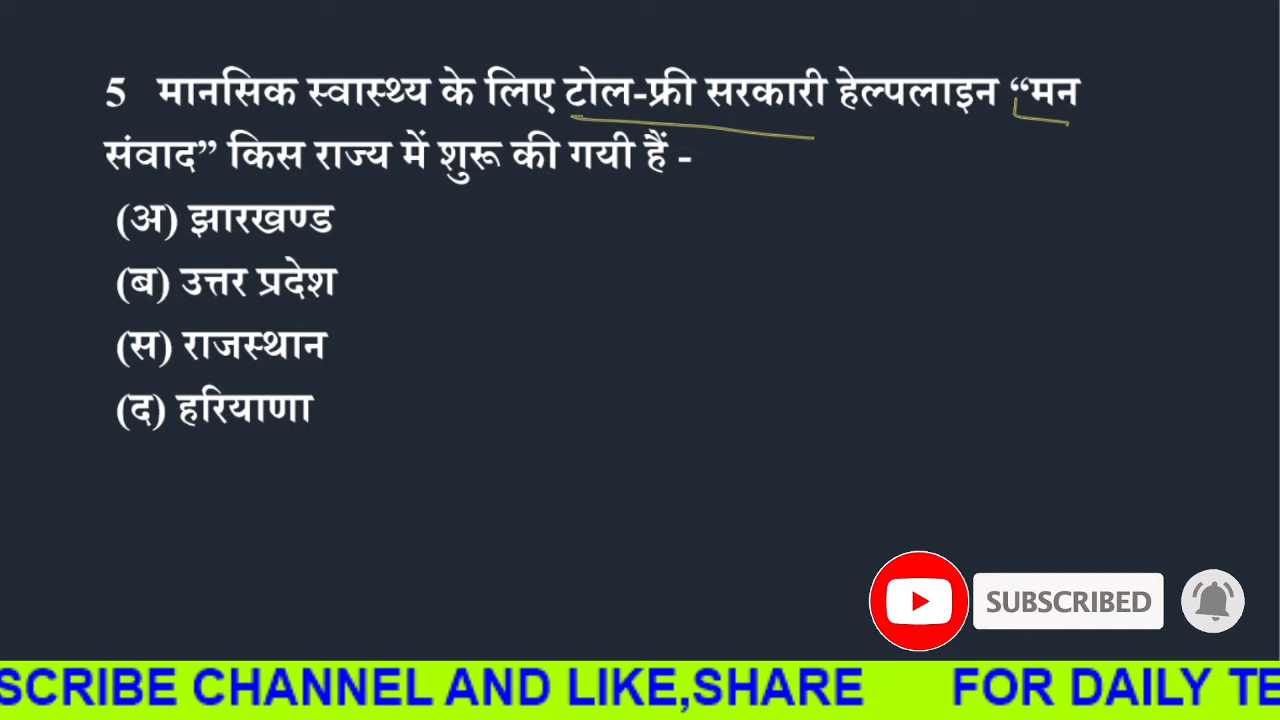 5 मानसिक स्वास्थ्य के लिए टोल-फ्री सरकारी हेल्पलाइन “मन
संवाद” किस राज्य में शुरू की गयी हैं -
(अ) झारखण्ड
(ब) उत्तर प्रदेश
(स) राजस्थान
(द) हरियाणा
SUBSCRIBED
SCRIBE CHANNEL AND LIKE,SHARE FOR DAILY TE